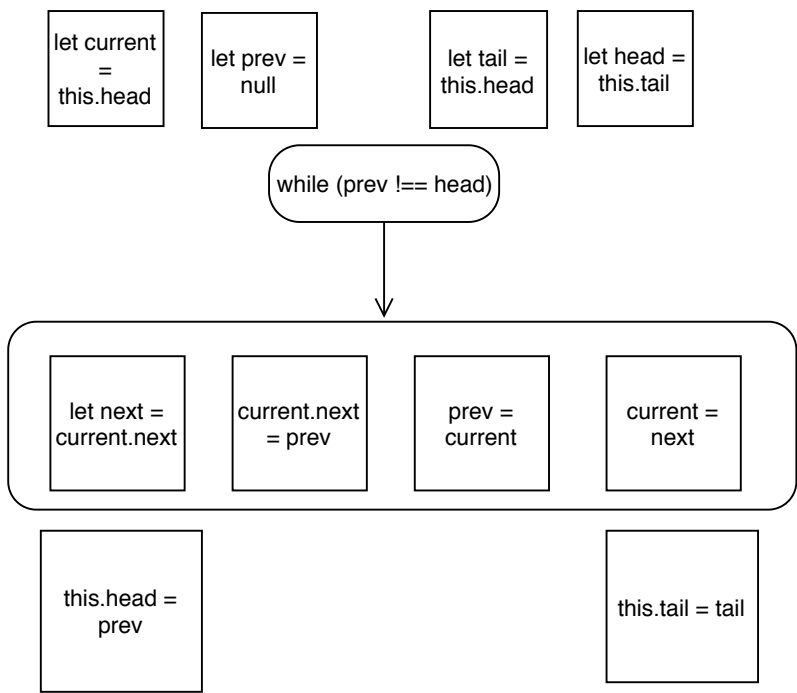 let current
=
this.head
let prev =
null
let tail =
this.head
let head =
this.tail
while (prev !== head)
let next =
current.next
current.next
= prev
prev =
current
current =
next
this.head =
prev
this.tail = tail